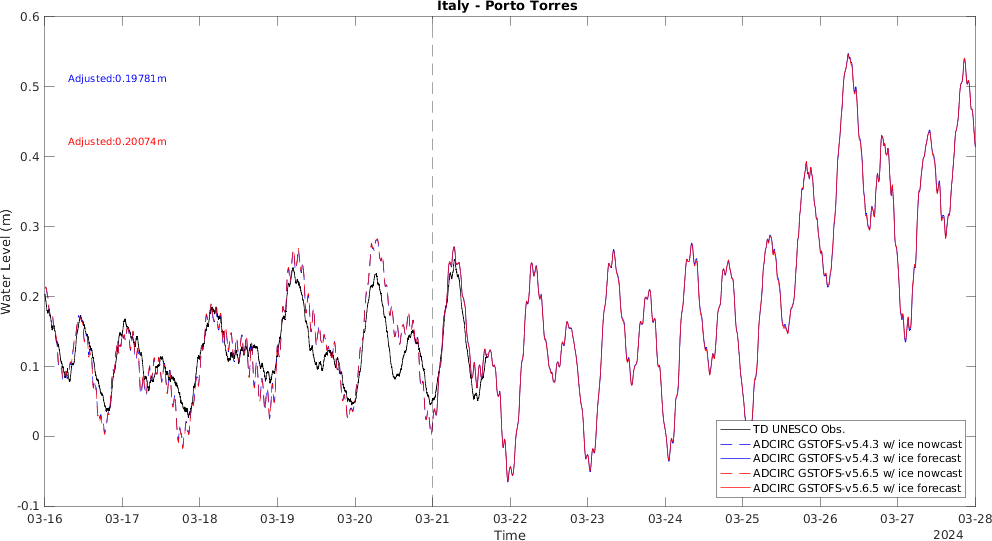 Italy - Porto Torres
0.6
0.5
0.4
0.3
0.2
0.1
0
-0.1
Water Level (m)
Adjusted:0.19781m
Adjusted:0.20074m
TD UNESCO Obs.
ADCIRC GSTOFS-v5.4.3 w/ ice nowcast
ADCIRC GSTOFS-v5.4.3 w/ ice forecast
ADCIRC GSTOFS-v5.6.5 w/ ice nowcast
ADCIRC GSTOFS-v5.6.5 w/ ice forecast
03-16 03-17 03-18 03-19 03-20 03-21 03-22 03-23 03-24 03-25 03-26 03-27 03-28
Time
2024